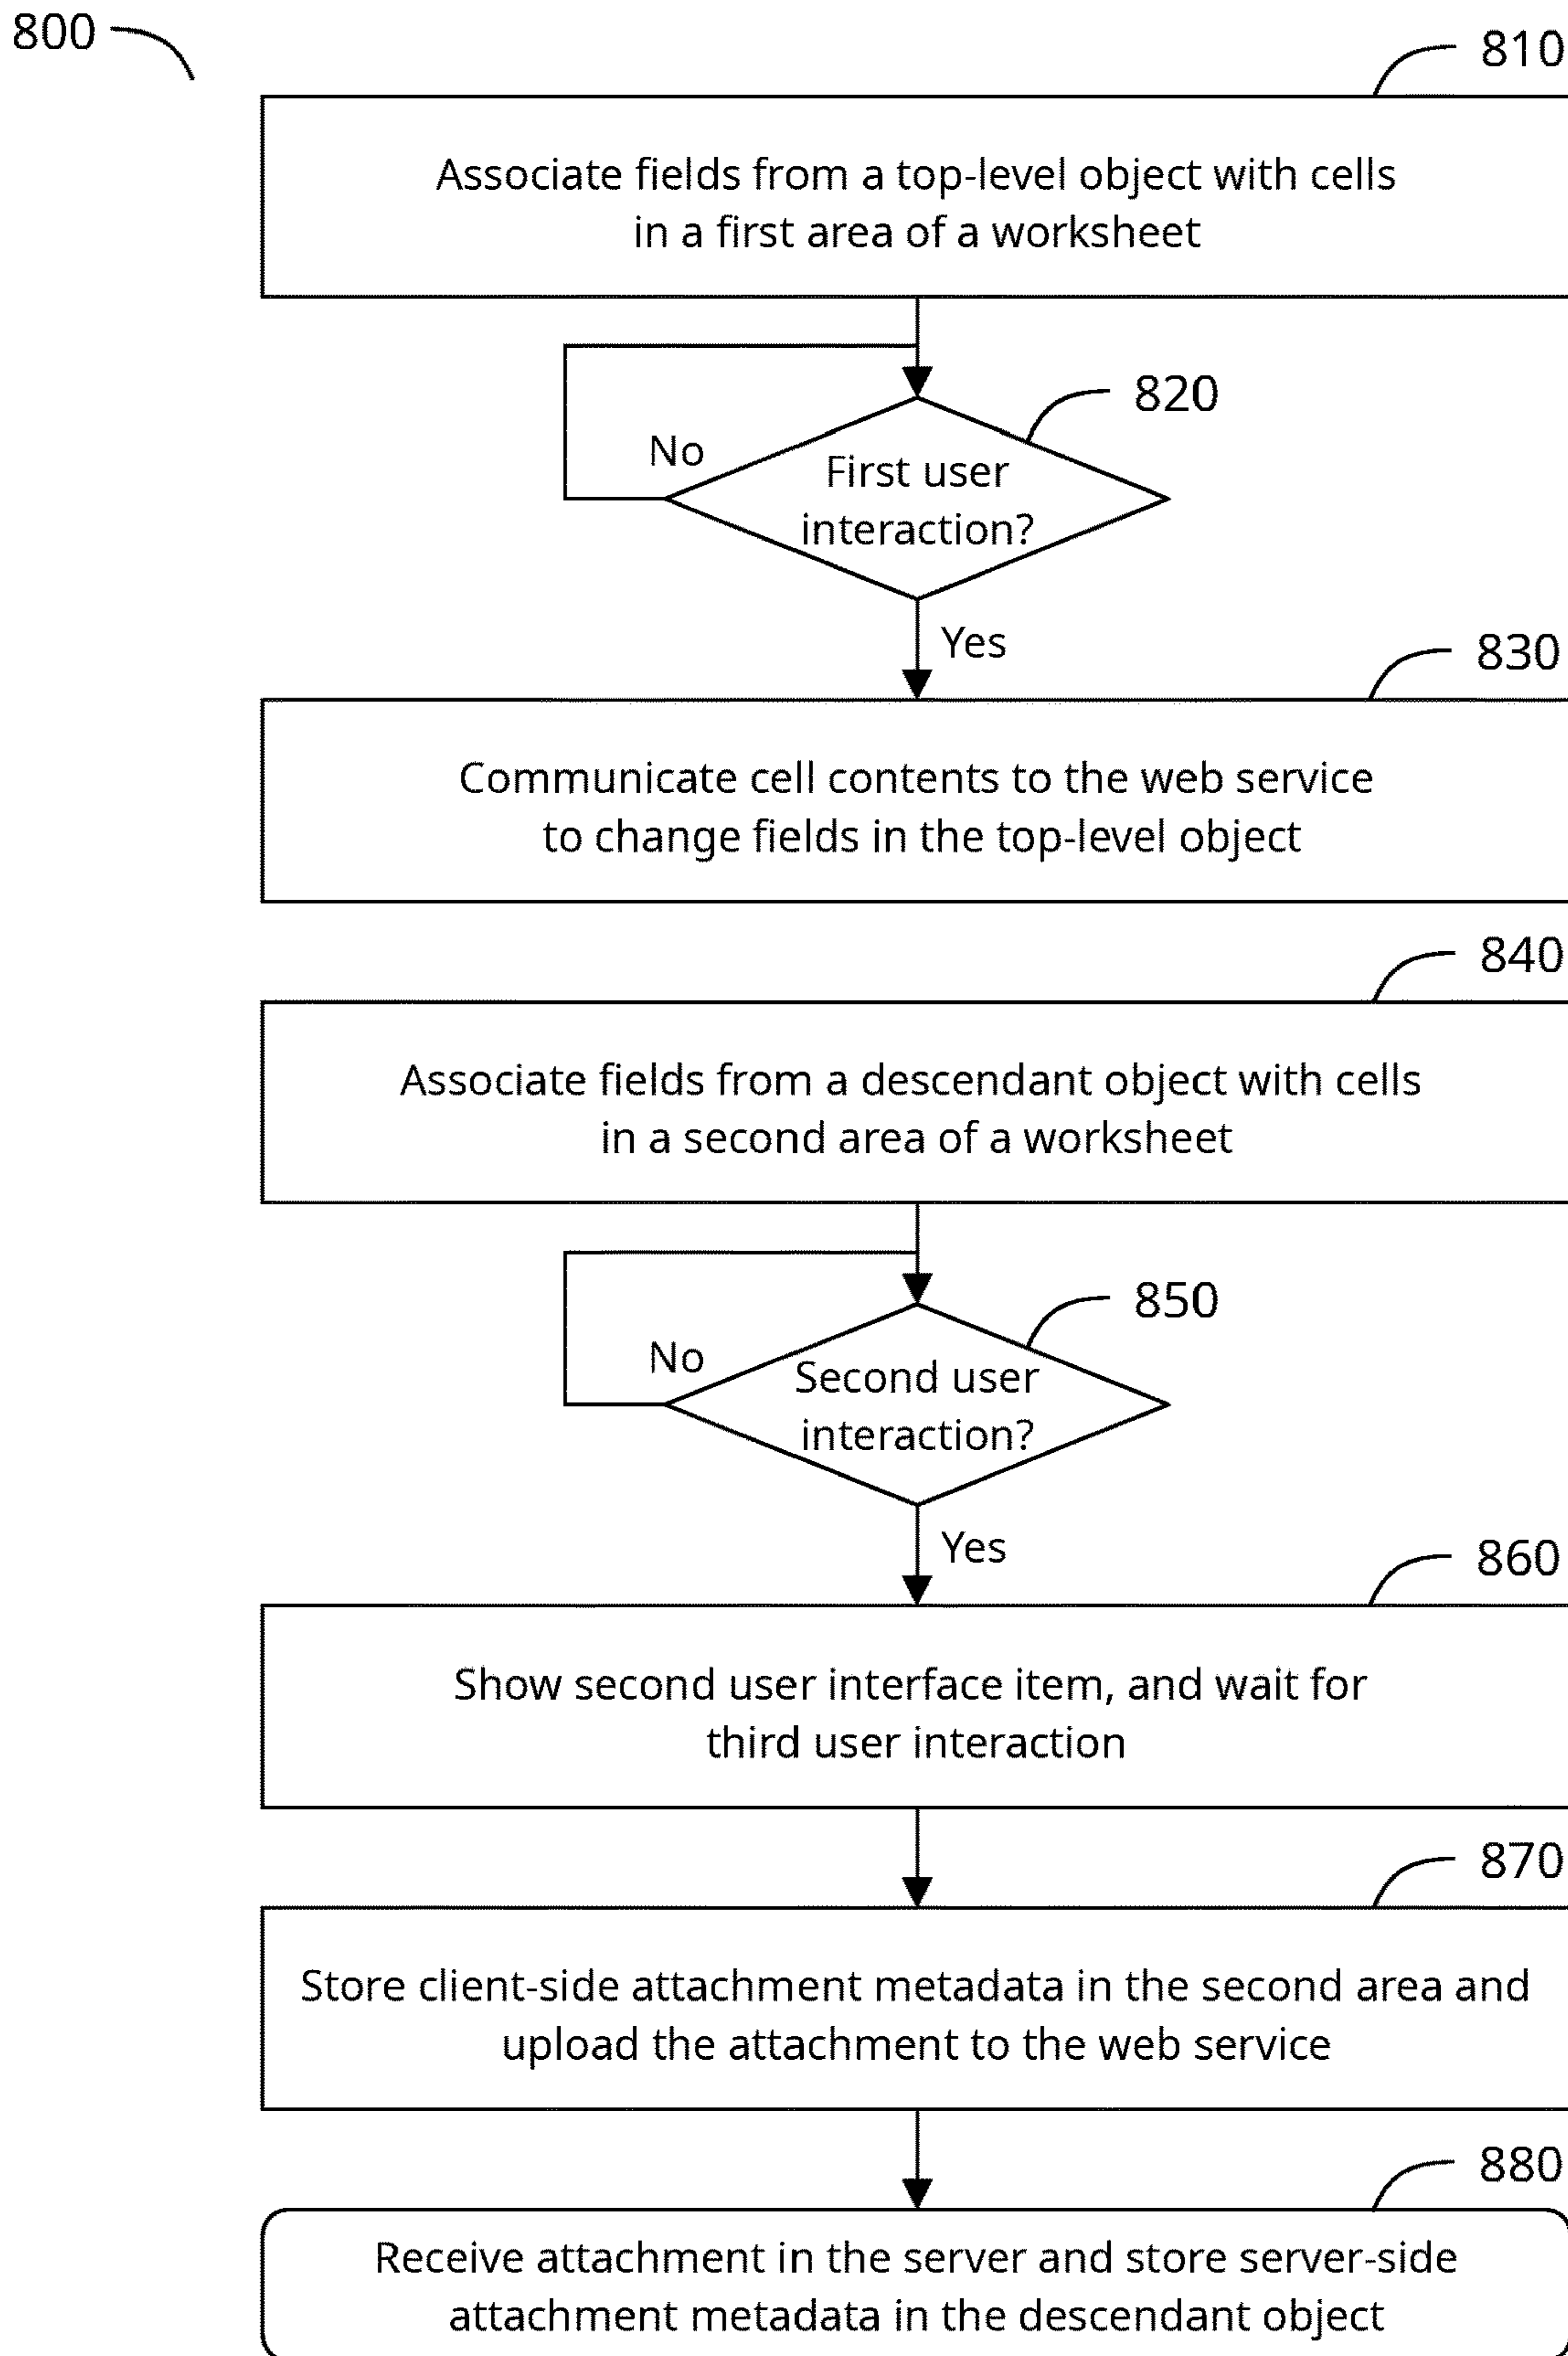 800
810
Associate fields from a top-level object with cells
in a first area of a worksheet
820
No
First user
interaction?
Yes
830
Communicate cell contents to the web service
to change fields in the top-level object
840
Associate fields from a descendant object with cells
in a second area of a worksheet
850
No
Second user
interaction?
Yes
860
Show second user interface item, and wait for
third user interaction
870
Store client-side attachment metadata in the second area and
upload the attachment to the web service
880
Receive attachment in the server and store server-side
attachment metadata in the descendant object